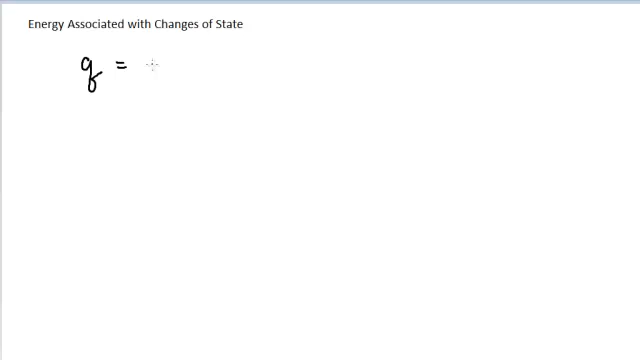 Energy Associated with Changes of State
q =